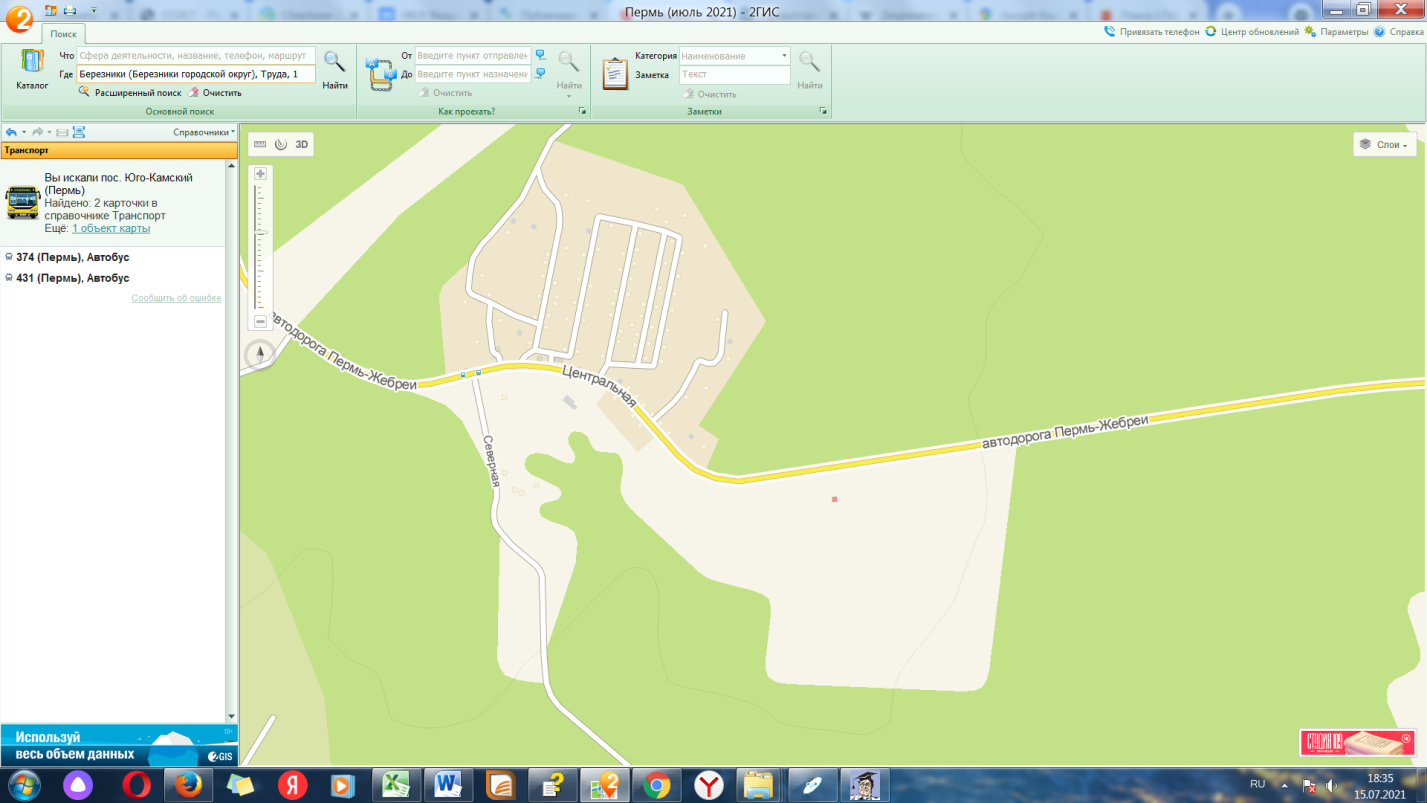 Пермь (июль 2021) - 2ГИС
Поиск
Привязать телефон
Центр обновлений
Параметры
Справка
Каталог
Что
Сфера деятельности, название, телефон, маршрут
Где
Березники (Березники городской округ), Труда, 1
Расширенный поиск
Очистить
Найти
Основной поиск
От
Введите пункт отправлен
До
Введите пункт назначени
Очистить
Найти
Как проехать?
Категория
Наименование
Заметка
Текст
Очистить
Найти
Заметки
Справочники
Транспорт
Вы искали пос. Юго-Камский
(Пермь)
Найдено: 2 карточки в
справочнике Транспорт
Ещё: 1 объект карты
374 (Пермь), Автобус
431 (Пермь), Автобус
Сообщить об ошибке
3D
Слои
автодорога Пермь-Жебреи
Центральная
Северная
автодорога Пермь-Жебреи
Используй
весь объем данных
2GIS
СТУДИЯ 109
RU
18:35
15.07.2021